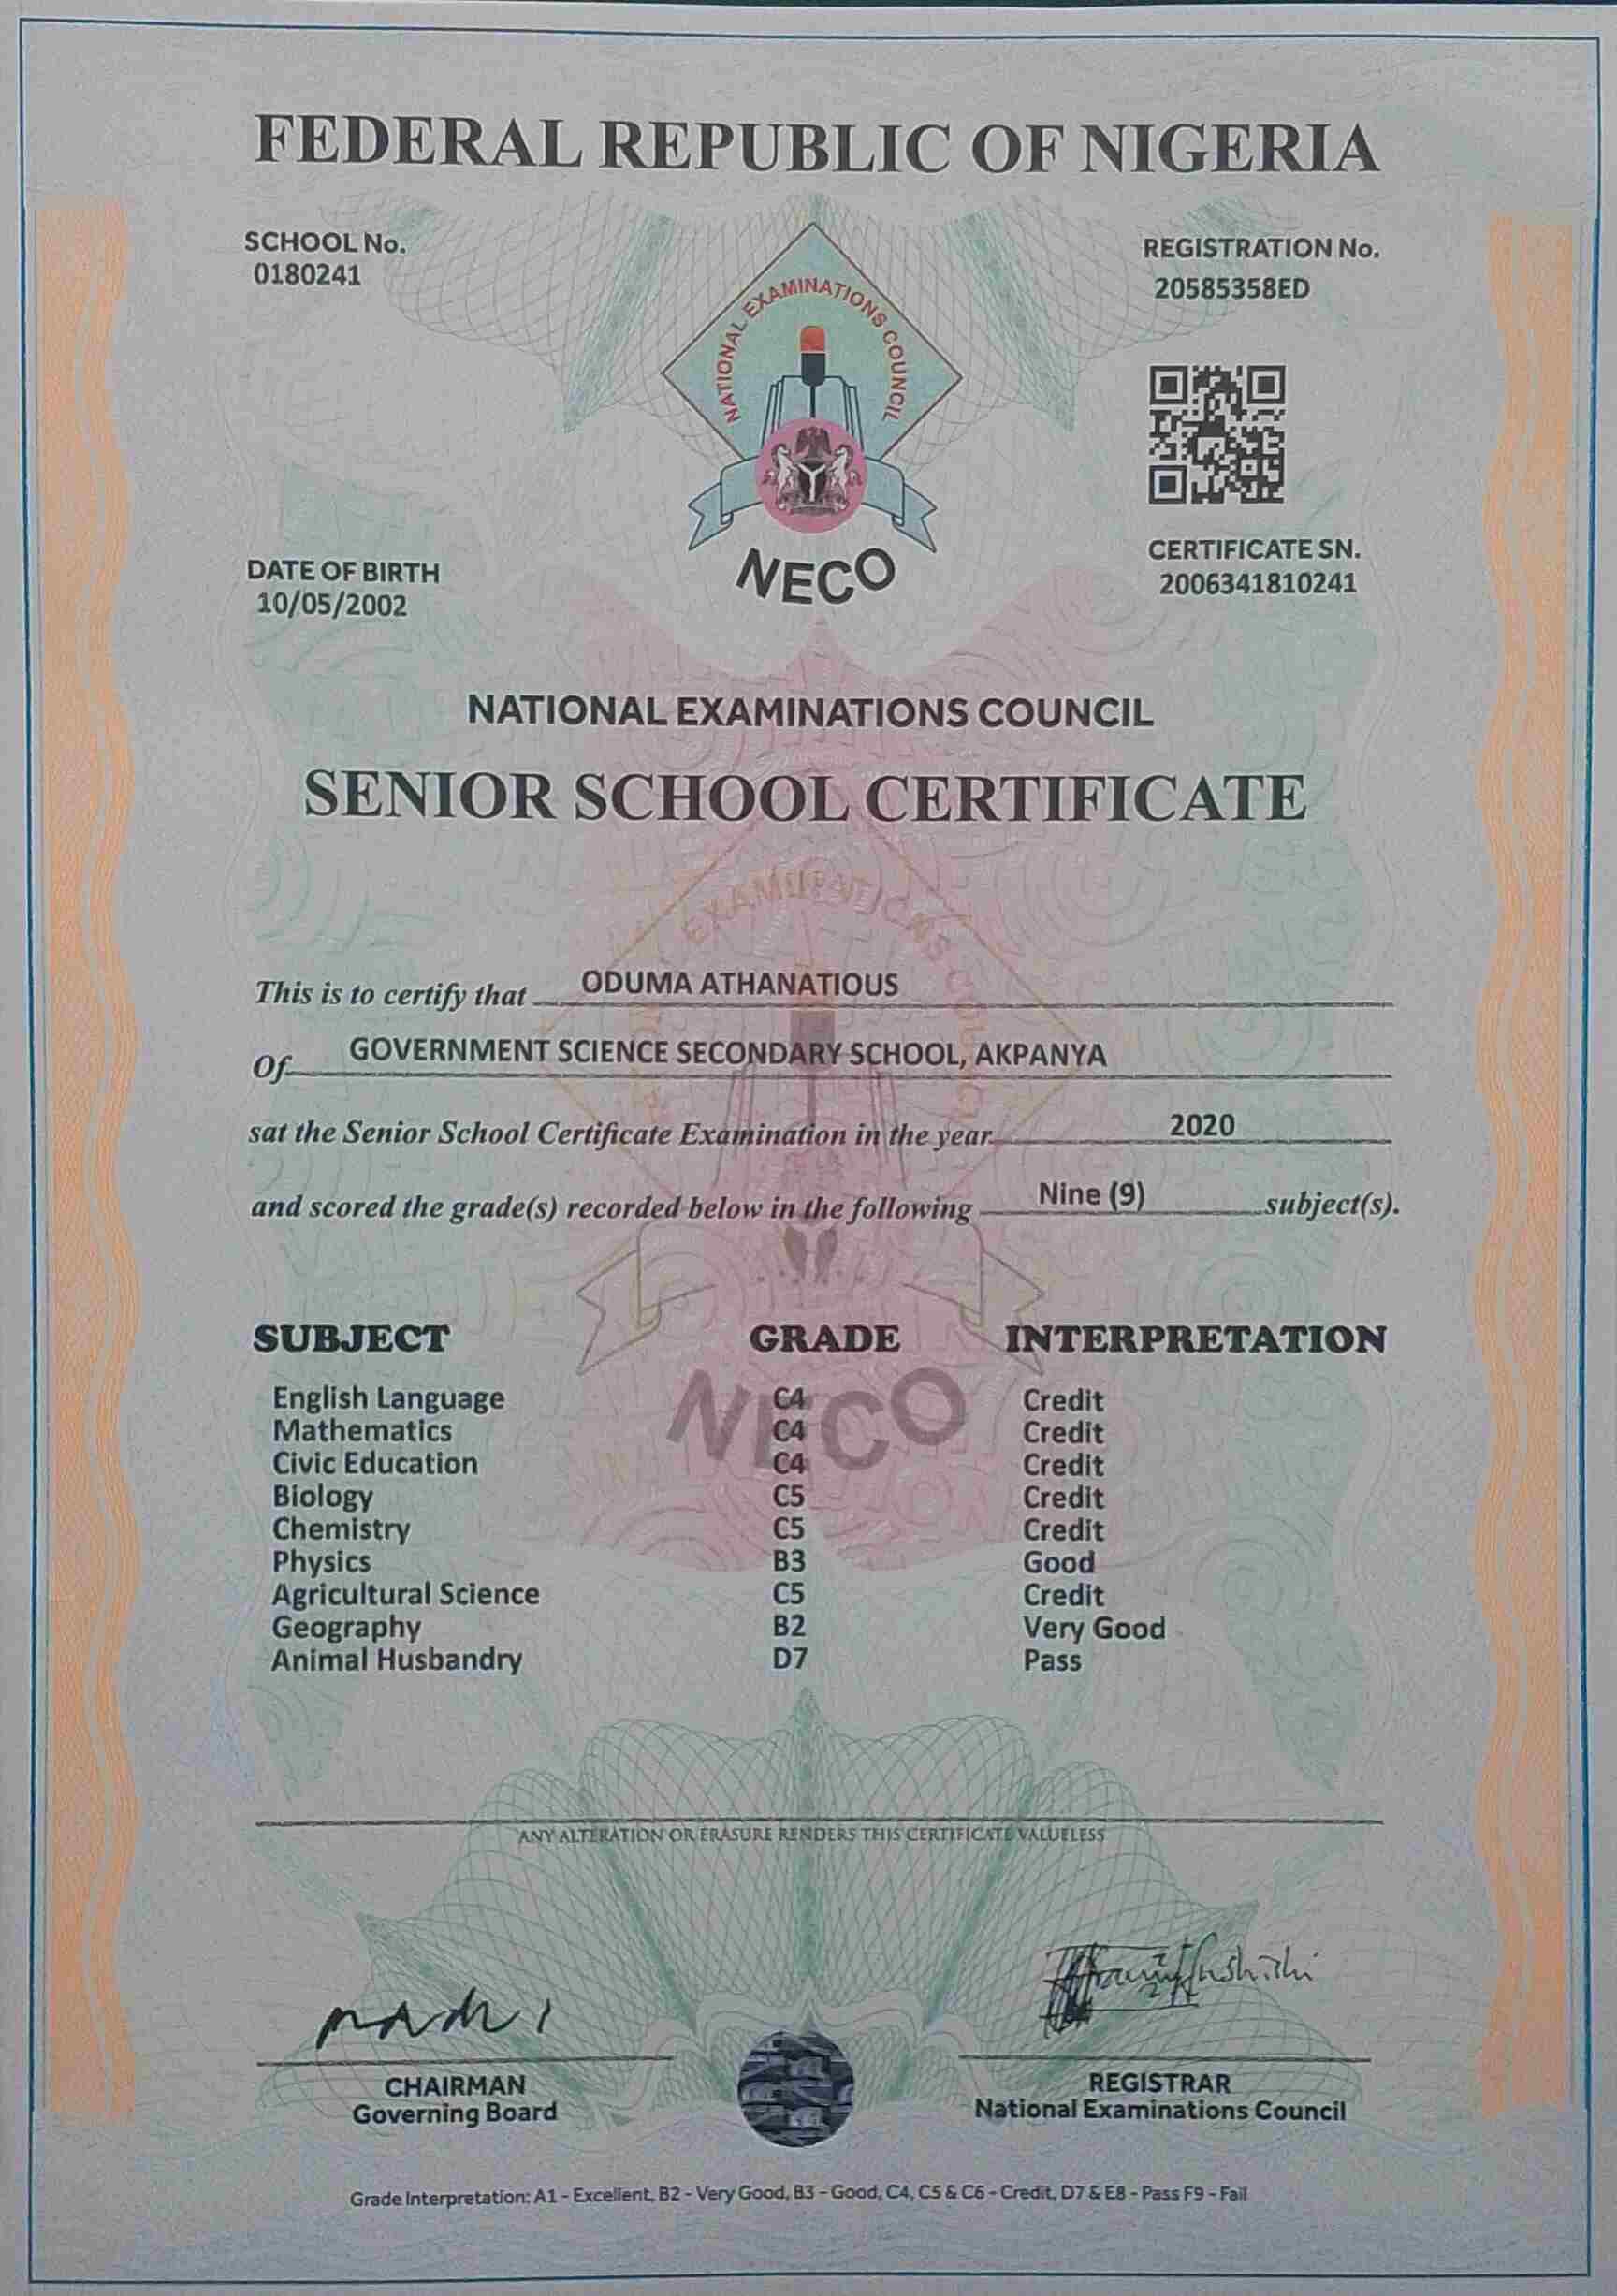 FEDERAL REPUBLIC OF NIGERIA
SCHOOL No.
0180241
REGISTRATION No.
20585358ED
NATIONAL EXAMINATIONS COUNCIL
NECO
DATE OF BIRTH
10/05/2002
CERTIFICATE SN.
2006341810241
NATIONAL EXAMINATIONS COUNCIL
SENIOR SCHOOL CERTIFICATE
This is to certify that ODUMA ATHANATIOUS
Of GOVERNMENT SCIENCE SECONDARY SCHOOL, AKPANYA
sat the Senior School Certificate Examination in the year 2020
and scored the grade(s) recorded below in the following Nine (9) subject(s).
SUBJECT GRADE INTERPRETATION
English Language C4 Credit
Mathematics C4 Credit
Civic Education C4 Credit
Biology C5 Credit
Chemistry C5 Credit
Physics B3 Good
Agricultural Science C5 Credit
Geography B2 Very Good
Animal Husbandry D7 Pass
NECO
ANY ALTERATION OR ERASURE RENDERS THIS CERTIFICATE VALUELESS
CHAIRMAN
Governing Board
REGISTRAR
National Examinations Council
Grade Interpretation: A1 - Excellent, B2 - Very Good, B3 - Good, C4, C5 & C6 - Credit, D7 & E8 - Pass F9 - Fail